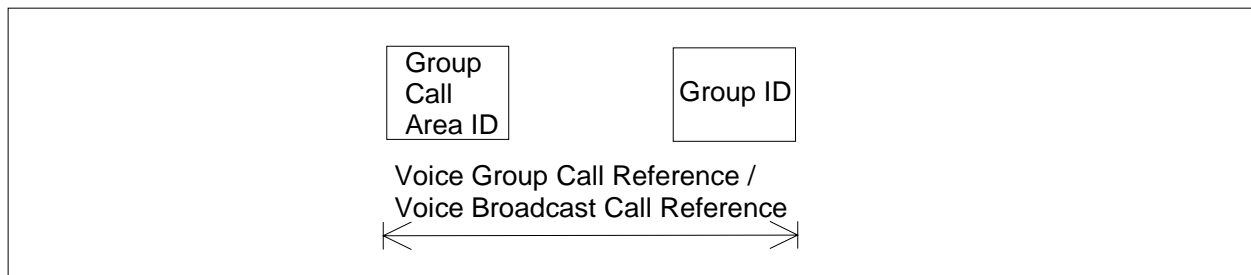 Group
Call
Area ID
Group ID
Voice Group Call Reference /
Voice Broadcast Call Reference